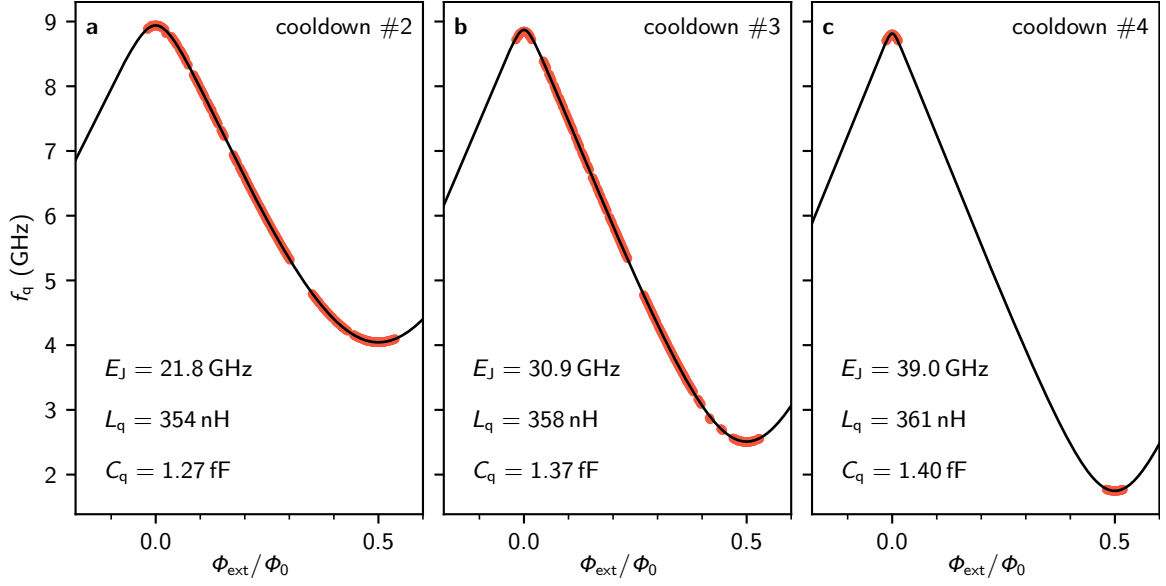 a cooldown #2
b cooldown #3
c cooldown #4
f_q (GHz)
9
8
7
6
5
4
3
2
E_J = 21.8 GHz
L_q = 354 nH
C_q = 1.27 fF
E_J = 30.9 GHz
L_q = 358 nH
C_q = 1.37 fF
E_J = 39.0 GHz
L_q = 361 nH
C_q = 1.40 fF
0.0 0.5
0.0 0.5
0.0 0.5
Φ_ext/Φ_0
Φ_ext/Φ_0
Φ_ext/Φ_0